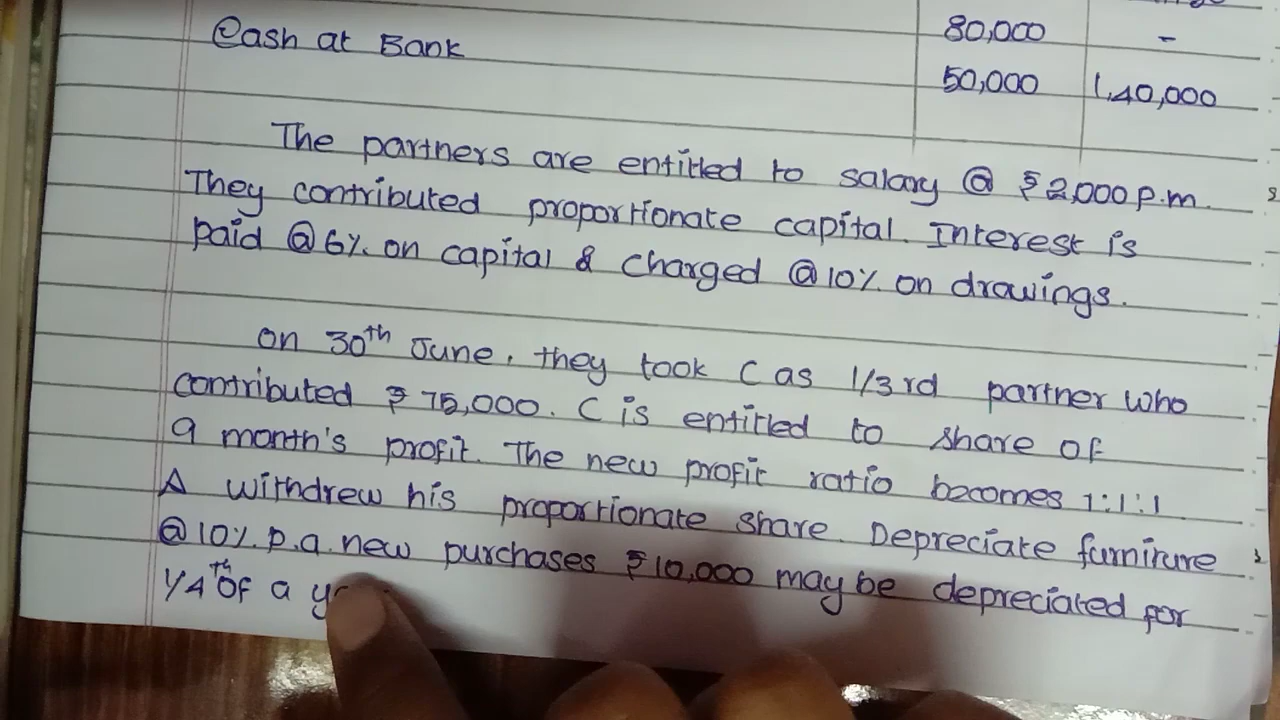 80,000 -
Cash at Bank 50,000 1,40,000
The partners are entitled to salary @ ₹2,000 p.m.
They contributed proportionate capital. Interest is
paid @ 6% on capital & charged @ 10% on drawings.
on 30th June, they took C as 1/3rd partner who
contributed ₹ 75,000. C is entitled to share of
9 month's profit. The new profit ratio becomes 1:1:1
A withdrew his proportionate share. Depreciate furniture
@ 10% p.a. new purchases ₹10,000 may be depreciated for
1/4th of a